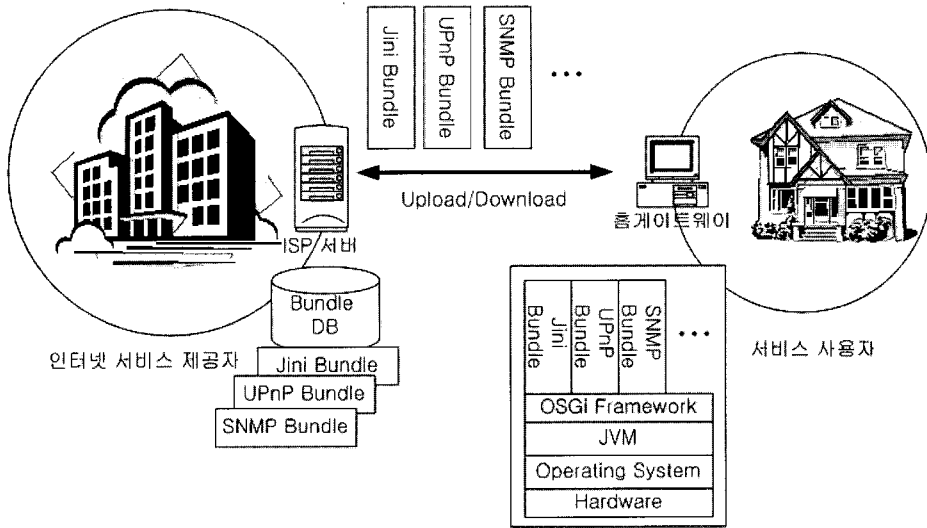 Jini Bundle
UPnP Bundle
SNMP Bundle
...
Upload/Download
ISP 서버
홈게이트웨이
Bundle
DB
Jini Bundle
UPnP Bundle
SNMP Bundle
인터넷 서비스 제공자
서비스 사용자
Jini
Bundle
UPnP
Bundle
SNMP
Bundle
...
OSGi Framework
JVM
Operating System
Hardware